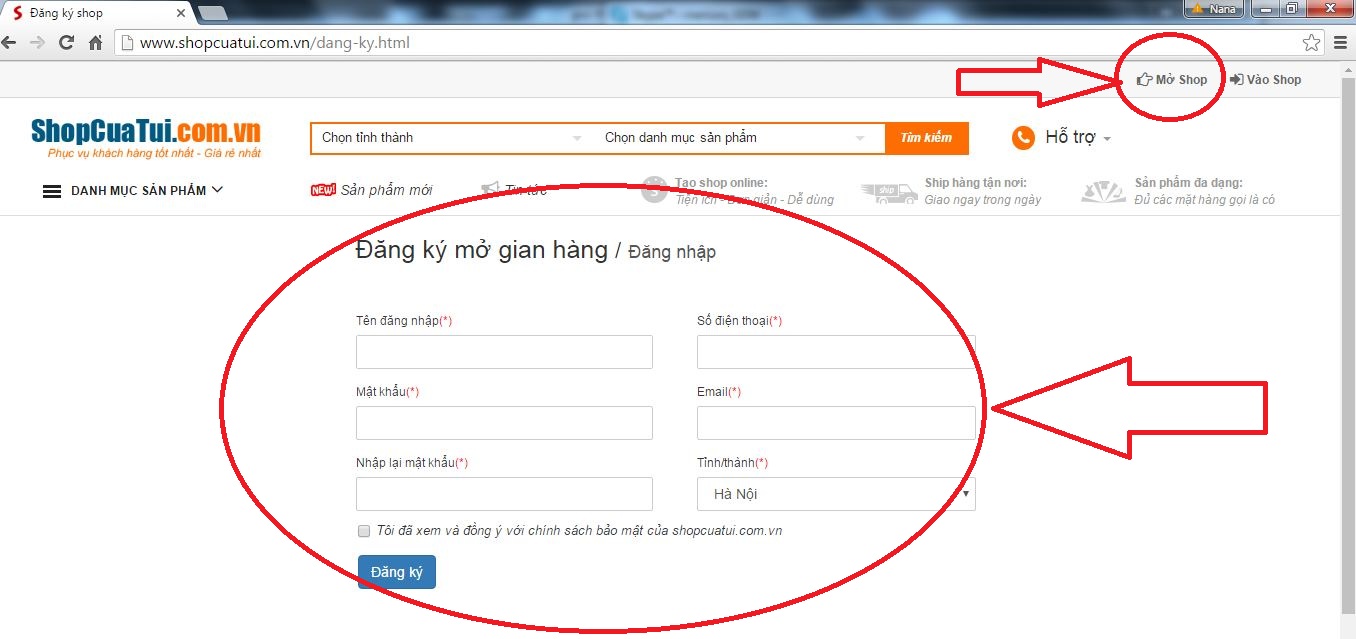 Đăng ký shop
Nana
www.shopcuatui.com.vn/dang-ky.html
Mở Shop
Vào Shop
ShopCuaTui.com.vn
Phục vụ khách hàng tốt nhất - Giá rẻ nhất
Chọn tỉnh thành
Chọn danh mục sản phẩm
Tìm kiếm
Hỗ trợ
DANH MỤC SẢN PHẨM
NEW!
Sản phẩm mới
Tin tức
Tạo shop online:
Tiện ích - Đơn giản - Dễ dùng
ship
Ship hàng tận nơi:
Giao ngay trong ngày
Sản phẩm đa dạng:
Đủ các mặt hàng gọi là có
Đăng ký mở gian hàng / Đăng nhập
Tên đăng nhập(*)
Số điện thoại(*)
Mật khẩu(*)
Email(*)
Nhập lại mật khẩu(*)
Tỉnh/thành(*)
Hà Nội
Tôi đã xem và đồng ý với chính sách bảo mật của shopcuatui.com.vn
Đăng ký